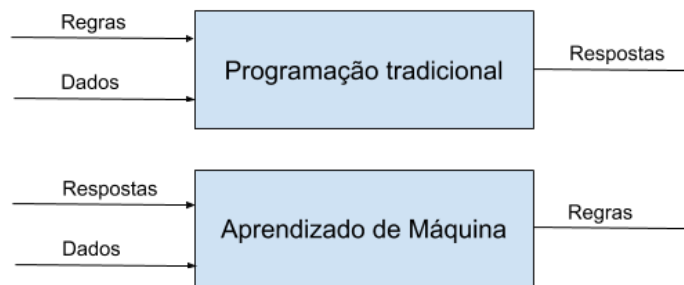 Regras
Dados
Programação tradicional
Respostas
Respostas
Dados
Aprendizado de Máquina
Regras